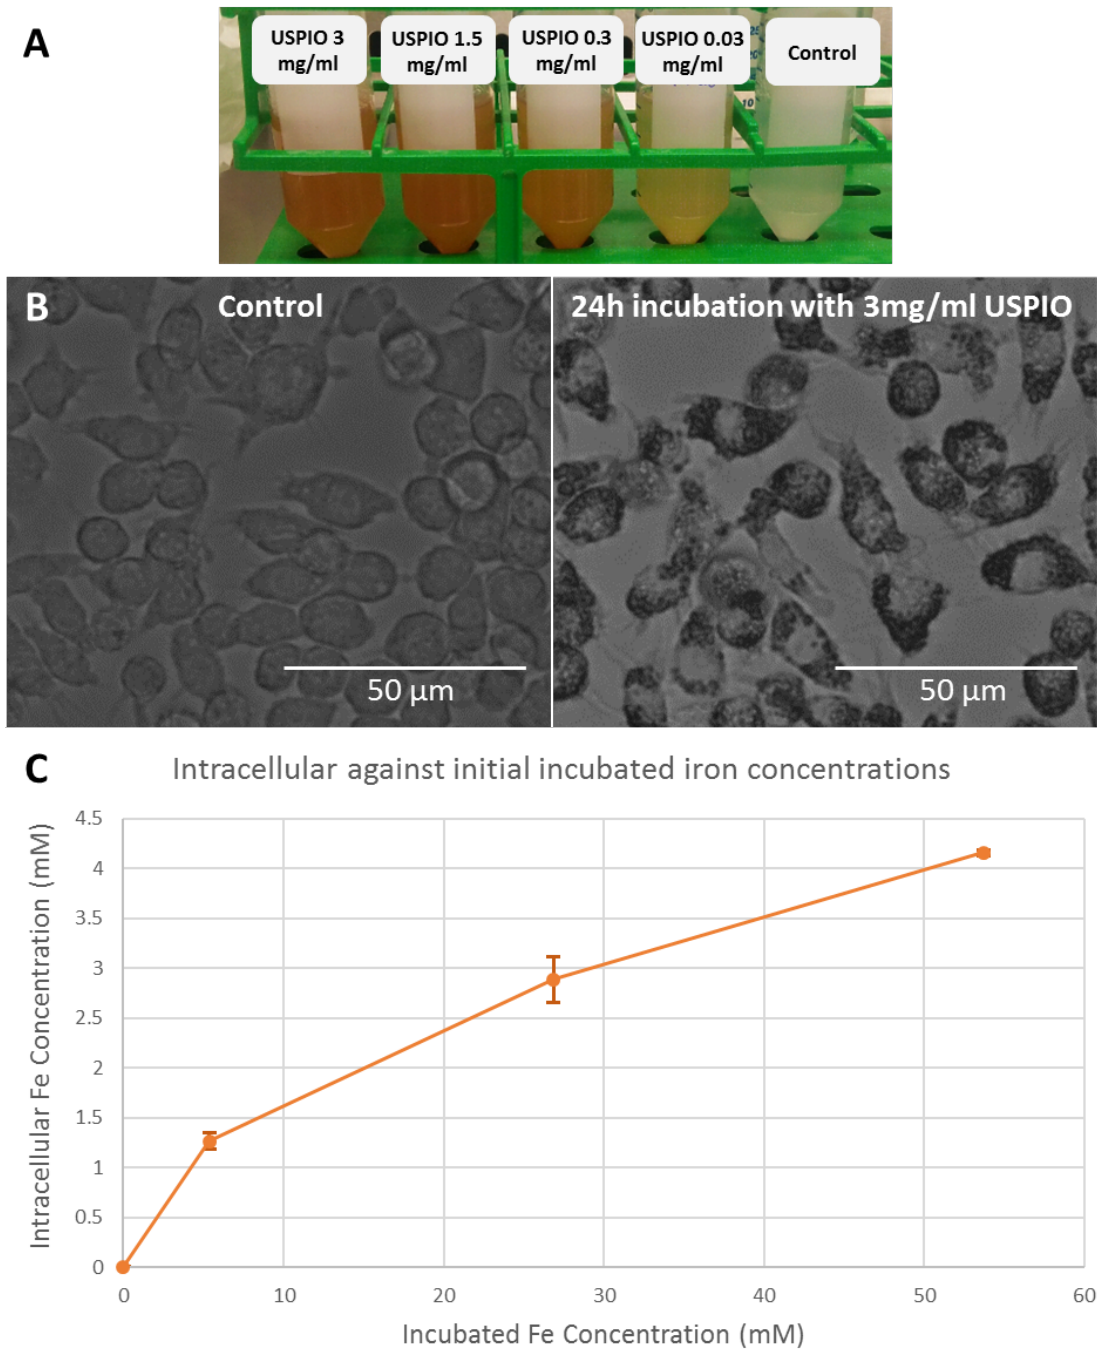 A
USPIO 3
mg/ml
USPIO 1.5
mg/ml
USPIO 0.3
mg/ml
USPIO 0.03
mg/ml
Control
10
B
Control
24h incubation with 3mg/ml USPIO
50 µm
50 µm
C
Intracellular against initial incubated iron concentrations
Intracellular Fe Concentration (mM)
4.5
4
3.5
3
2.5
2
1.5
1
0.5
0
0
10
20
30
40
50
60
Incubated Fe Concentration (mM)